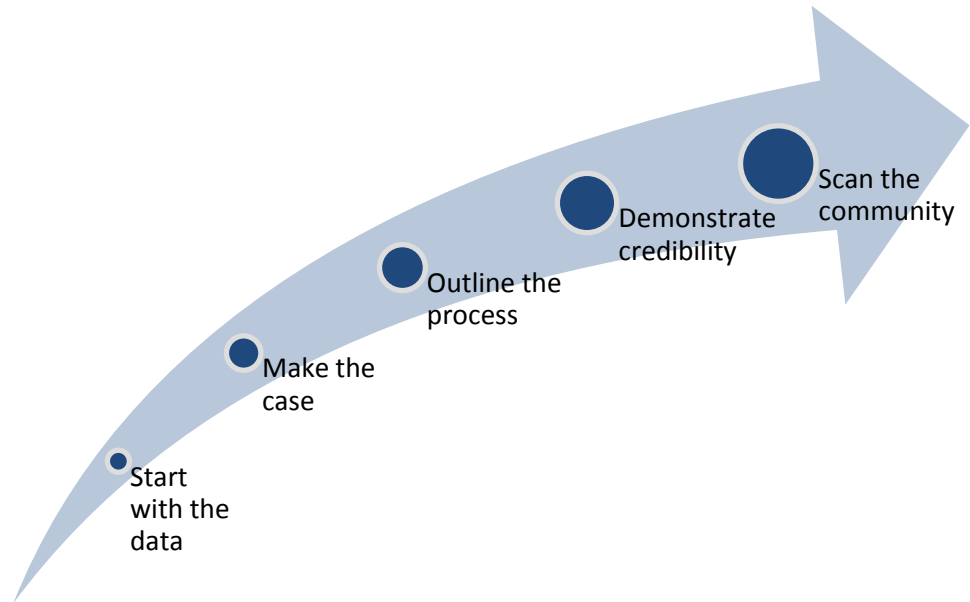 Start
with the
data
Make the
case
Outline the
process
Demonstrate
credibility
Scan the
community